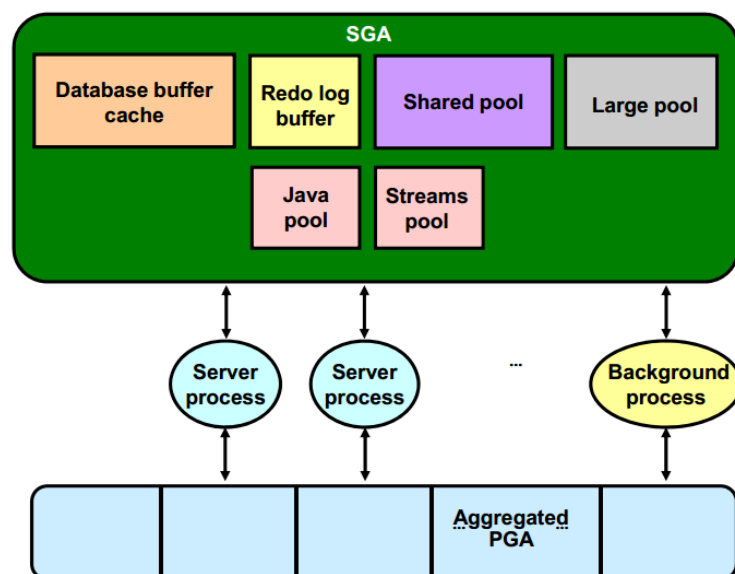 SGA
Database buffer
cache
Redo log
buffer
Shared pool
Large pool
Java
pool
Streams
pool
Server
process
Server
process
...
Background
process
Aggregated
PGA